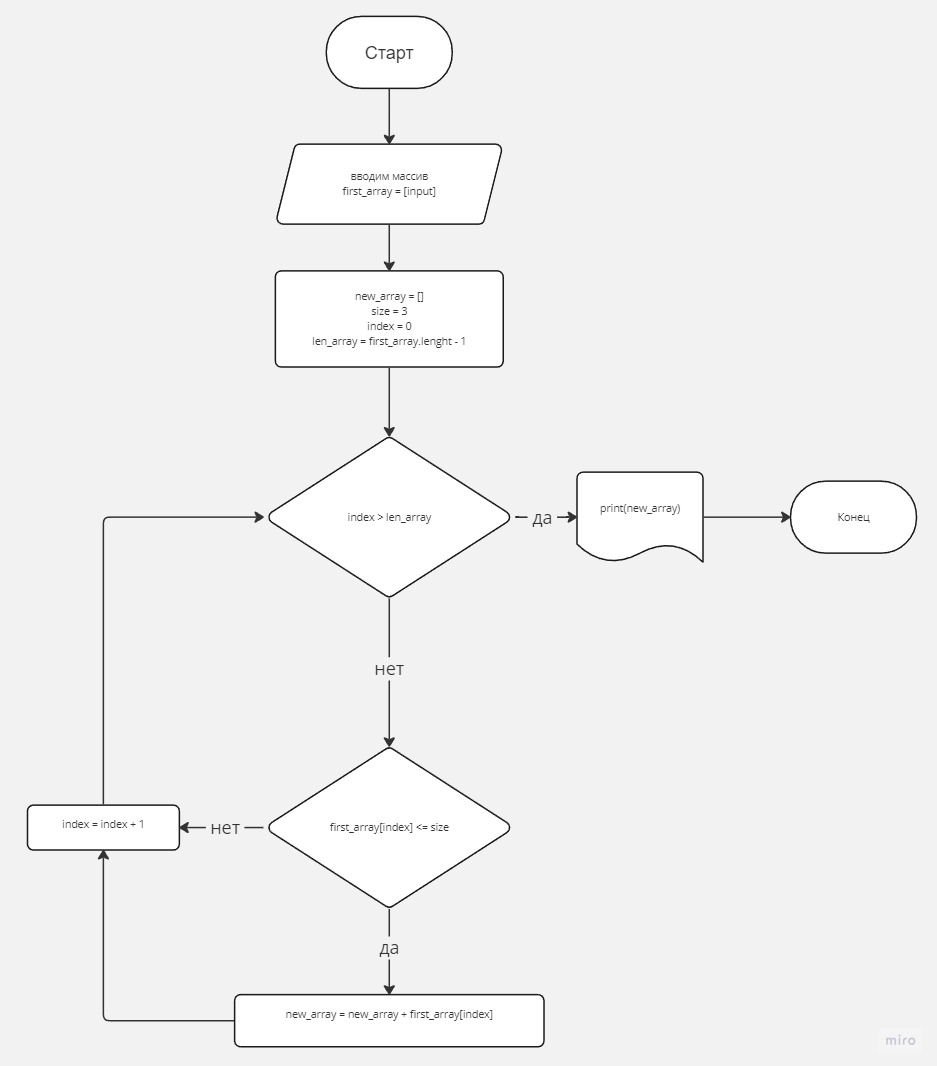 Старт
вводим массив
first_array = [input]
new_array = []
size = 3
index = 0
len_array = first_array.lenght - 1
index > len_array
да
print(new_array)
Конец
нет
first_array[index] <= size
нет
index = index + 1
да
new_array = new_array + first_array[index]
miro